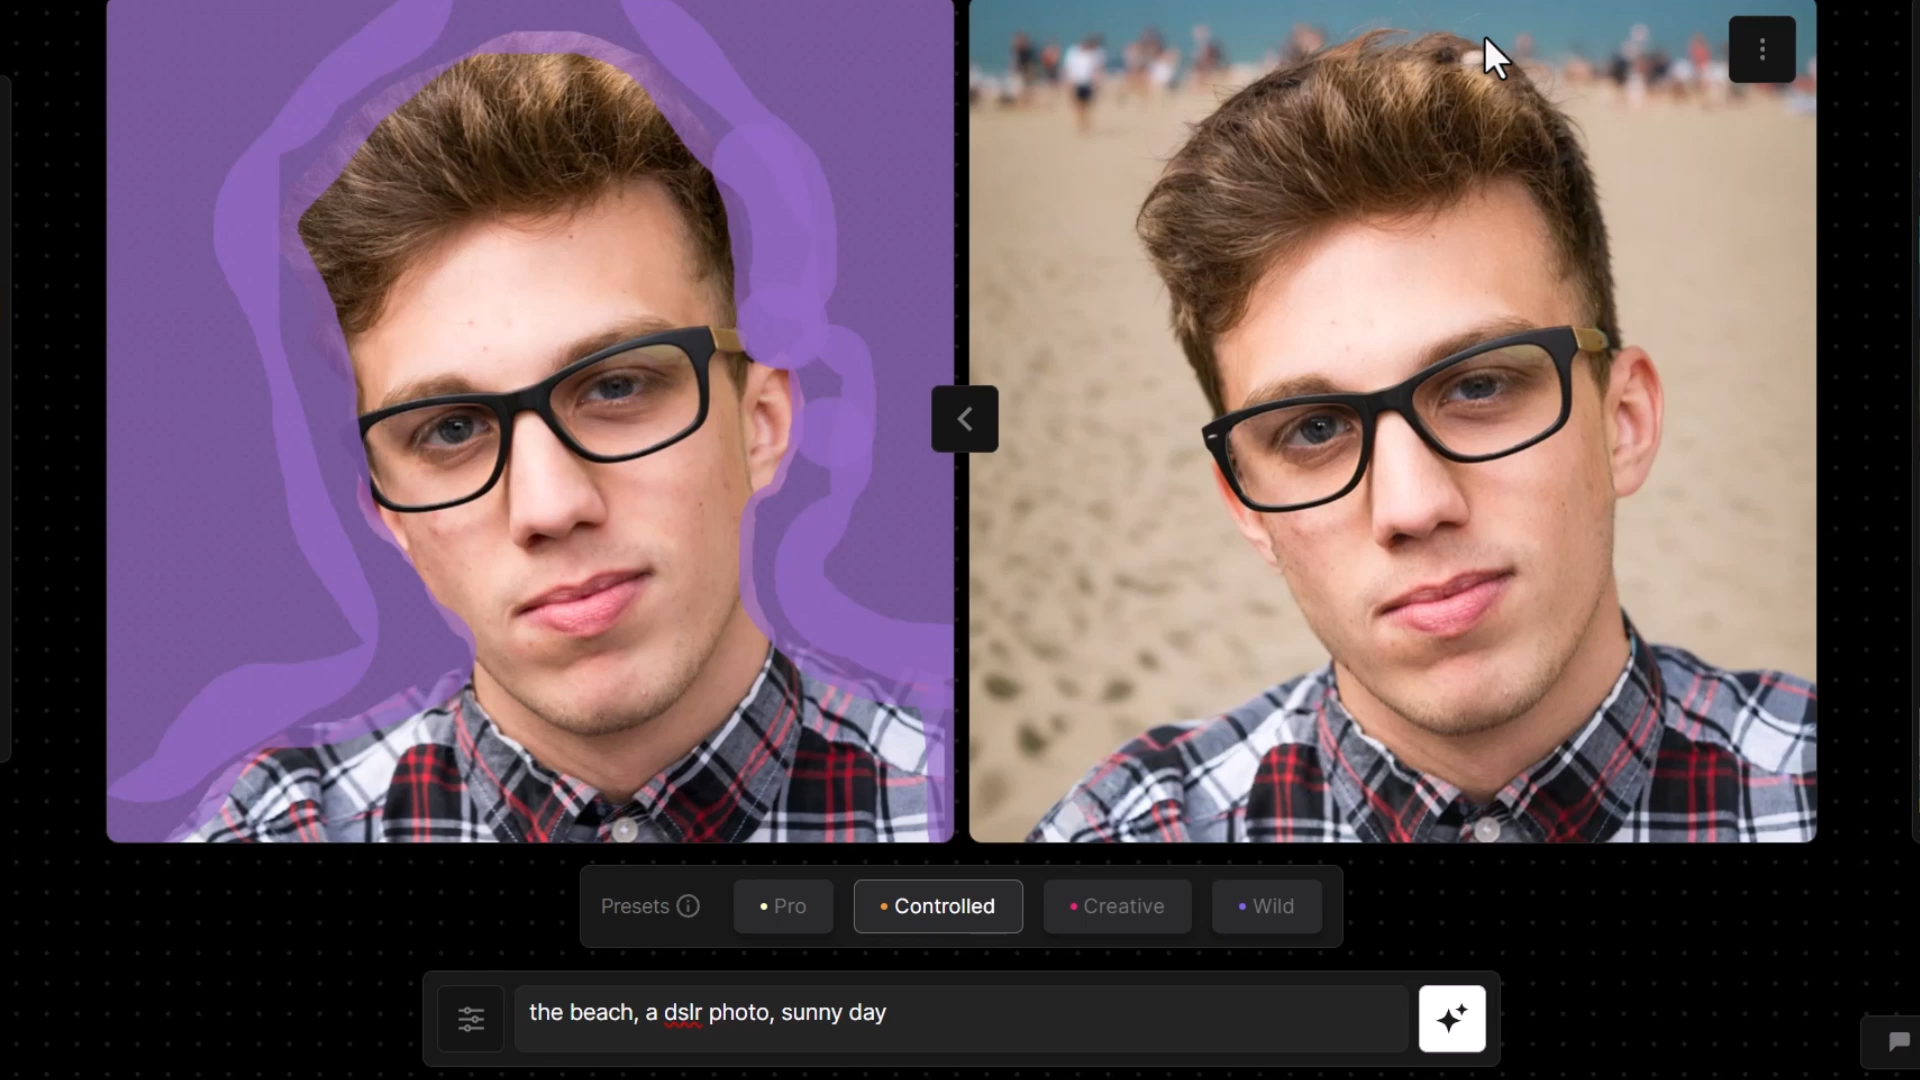 Presets
Pro
Controlled
Creative
Wild
the beach, a dslr photo, sunny day